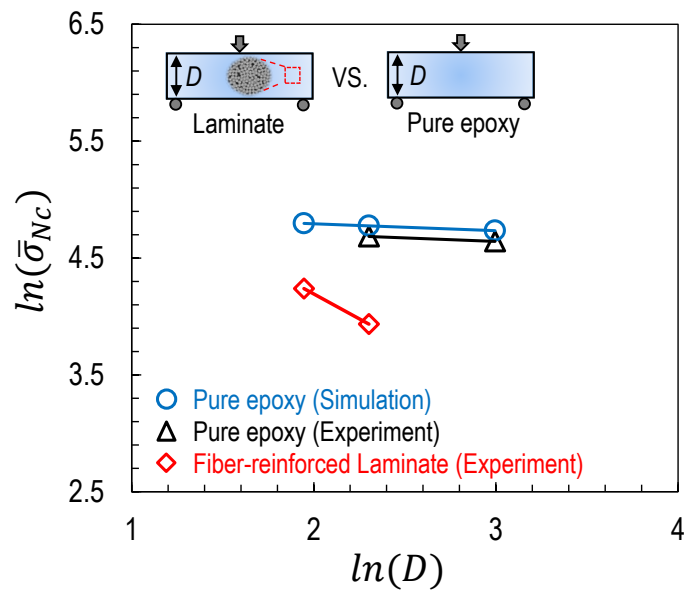 6.5
5.5
4.5
3.5
2.5
ln(σ̄_{Nc})
D
VS.
D
Laminate
Pure epoxy
Pure epoxy (Simulation)
Pure epoxy (Experiment)
Fiber-reinforced Laminate (Experiment)
1
2
3
4
ln(D)